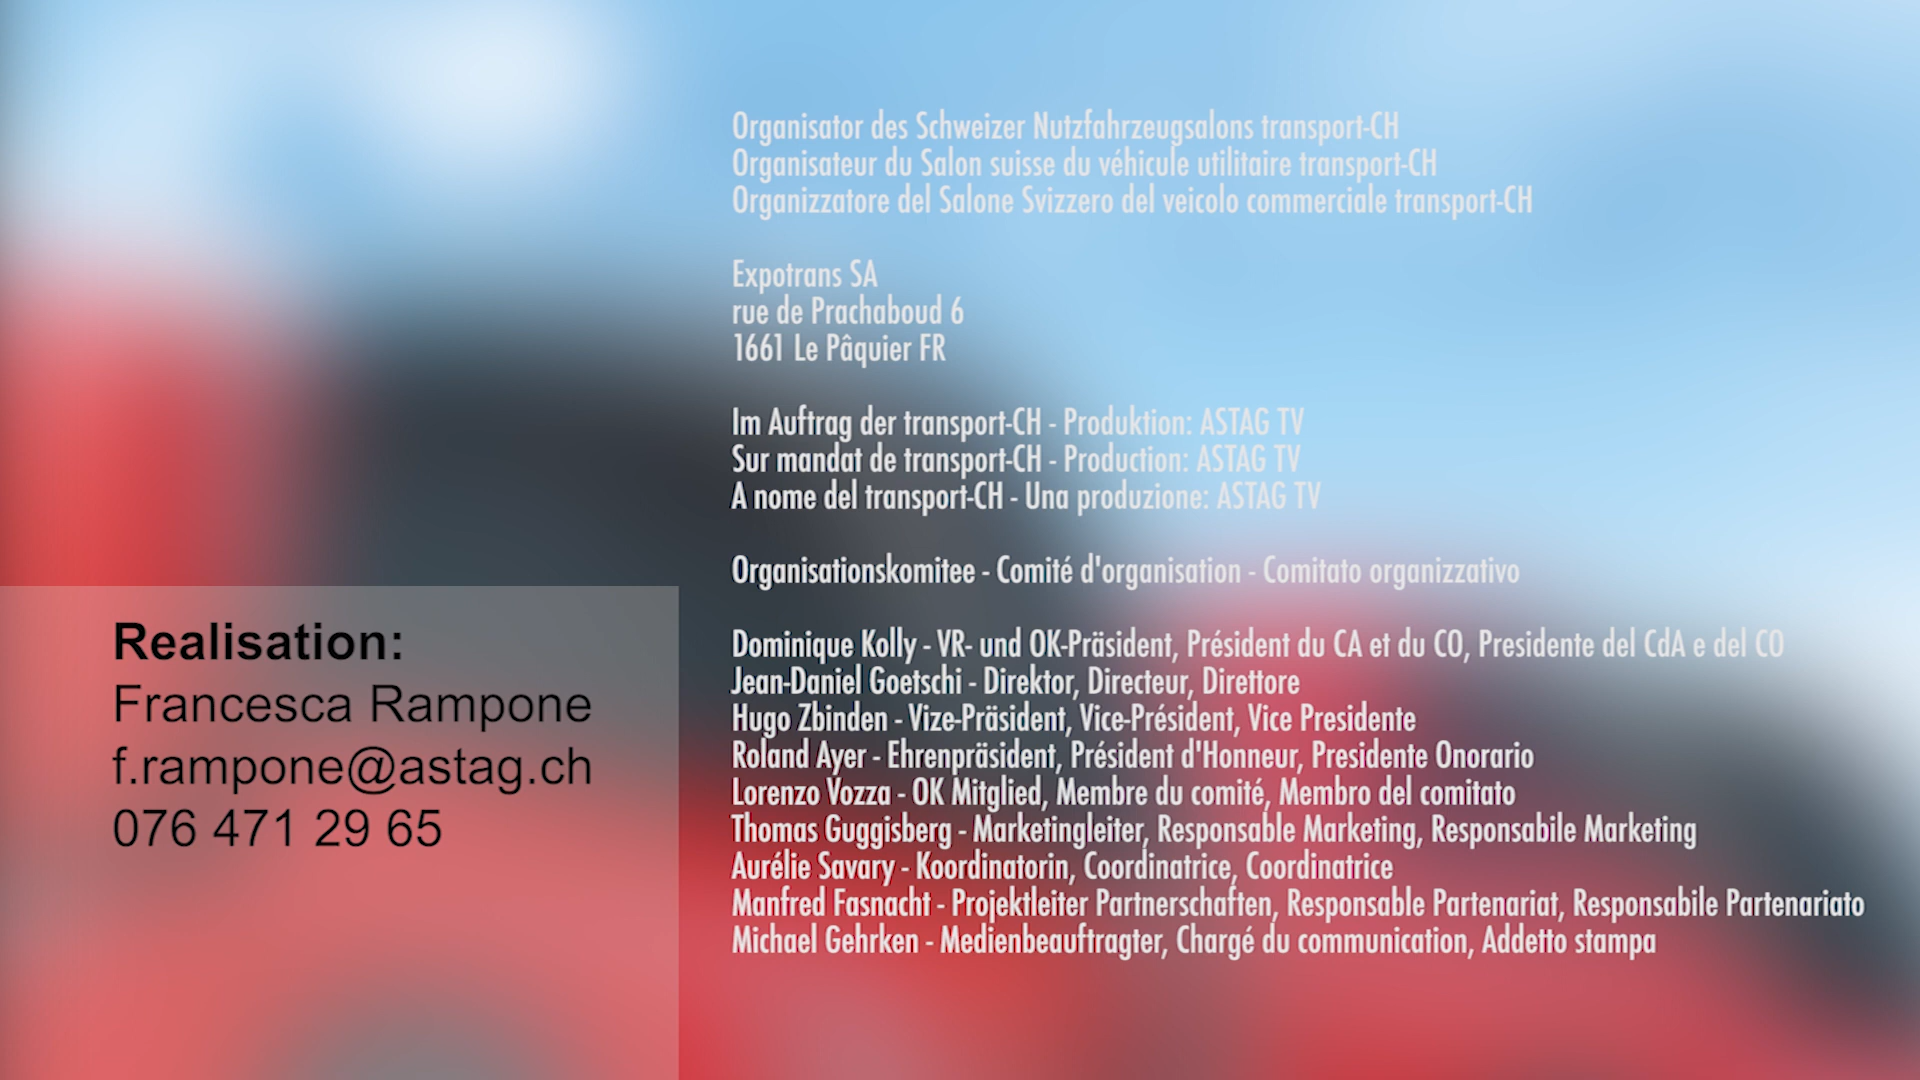 Organisator des Schweizer Nutzfahrzeugsalons transport-CH
Organisateur du Salon suisse du véhicule utilitaire transport-CH
Organizzatore del Salone Svizzero del veicolo commerciale transport-CH
Expotrans SA
rue de Prachaboud 6
1661 Le Pâquier FR
Im Auftrag der transport-CH - Produktion: ASTAG TV
Sur mandat de transport-CH - Production: ASTAG TV
A nome del transport-CH - Una produzione: ASTAG TV
Organisationskomitee - Comité d'organisation - Comitato organizzativo
Dominique Kolly - VR- und OK-Präsident, Président du CA et du CO, Presidente del CdA e del CO
Jean-Daniel Goetschi - Direktor, Directeur, Direttore
Hugo Zbinden - Vize-Präsident, Vice-Président, Vice Presidente
Roland Ayer - Ehrenpräsident, Président d'Honneur, Presidente Onorario
Lorenzo Vozza - OK Mitglied, Membre du comité, Membro del comitato
Thomas Guggisberg - Marketingleiter, Responsable Marketing, Responsabile Marketing
Aurélie Savary - Koordinatorin, Coordinatrice, Coordinatrice
Manfred Fasnacht - Projektleiter Partnerschaften, Responsable Partenariat, Responsabile Partenariato
Michael Gehrken - Medienbeauftragter, Chargé du communication, Addetto stampa
Realisation:
Francesca Rampone
f.rampone@astag.ch
076 471 29 65